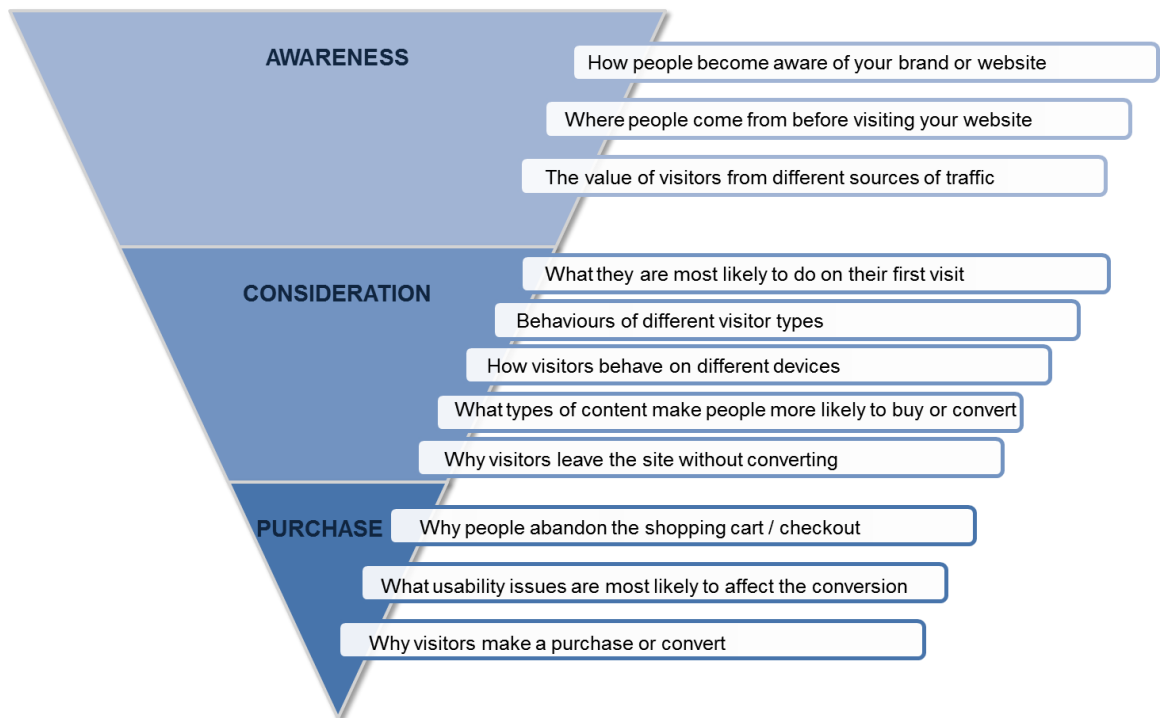 AWARENESS
How people become aware of your brand or website
Where people come from before visiting your website
The value of visitors from different sources of traffic
CONSIDERATION
What they are most likely to do on their first visit
Behaviours of different visitor types
How visitors behave on different devices
What types of content make people more likely to buy or convert
Why visitors leave the site without converting
PURCHASE
Why people abandon the shopping cart / checkout
What usability issues are most likely to affect the conversion
Why visitors make a purchase or convert